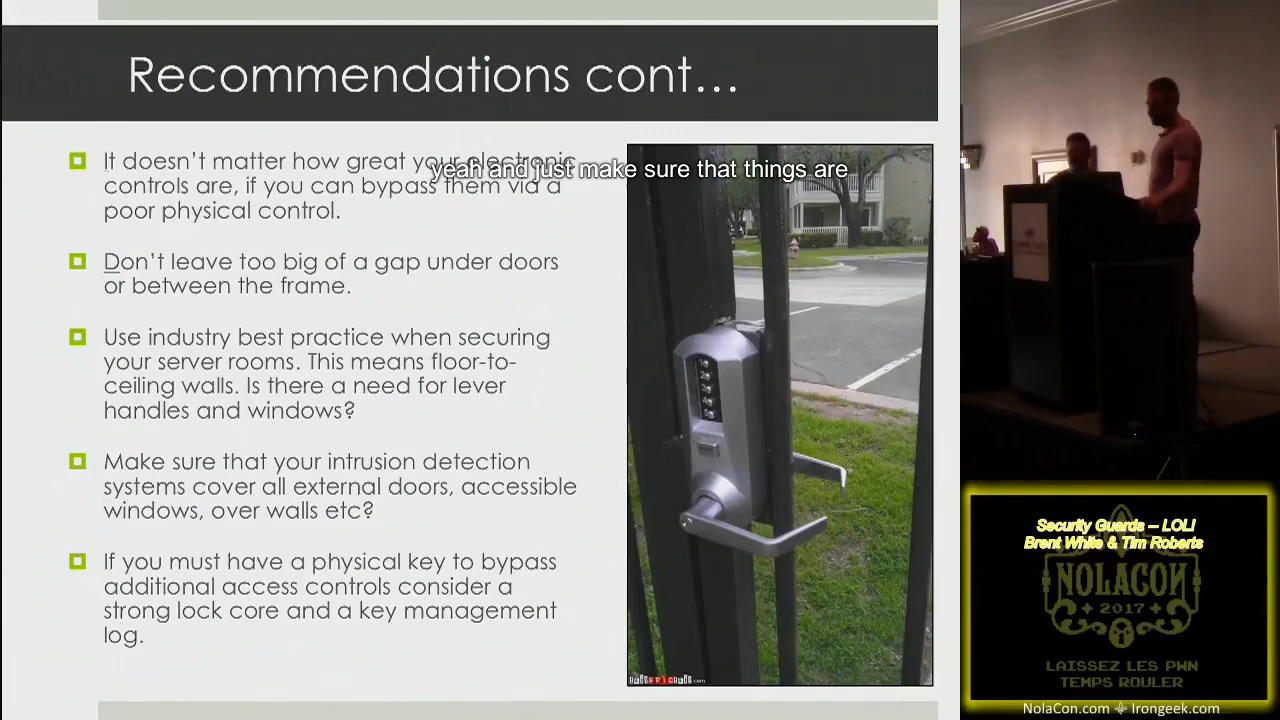 Recommendations cont…
It doesn't matter how great your electronic
yeah and just make sure that things are
controls are, if you can bypass them via a
poor physical control.
Don't leave too big of a gap under doors
or between the frame.
Use industry best practice when securing
your server rooms. This means floor-to-
ceiling walls. Is there a need for lever
handles and windows?
Make sure that your intrusion detection
systems cover all external doors, accessible
windows, over walls etc?
If you must have a physical key to bypass
additional access controls consider a
strong lock core and a key management
log.
Security Guards -- LOL!
Brent White & Tim Roberts
NOLACON
2017
LAISSEZ LES PWN
TEMPS ROULER
NolaCon.com Irongeek.com